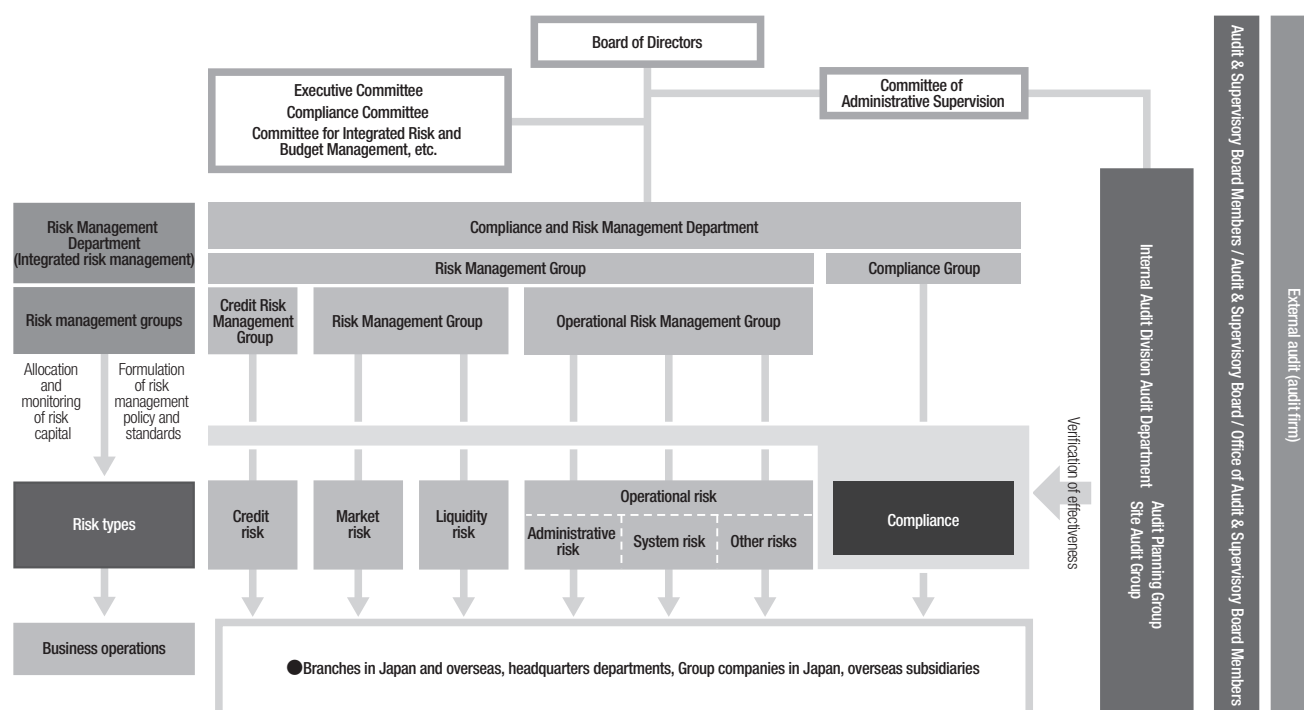 Board of Directors
Executive Committee
Compliance Committee
Committee for Integrated Risk and
Budget Management, etc.
Committee of
Administrative Supervision
Risk Management
Department
(Integrated risk management)
Compliance and Risk Management Department
Risk Management Group
Compliance Group
Risk management groups
Credit Risk
Management
Group
Risk Management Group
Operational Risk Management Group
Allocation
and
monitoring
of risk
capital
Formulation
of risk
management
policy and
standards
Risk types
Credit
risk
Market
risk
Liquidity
risk
Operational risk
Administrative
risk
System risk
Other risks
Compliance
Verification of effectiveness
Business operations
●Branches in Japan and overseas, headquarters departments, Group companies in Japan, overseas subsidiaries
Internal Audit Division Audit Department
Audit Planning Group
Site Audit Group
Audit & Supervisory Board Members / Audit & Supervisory Board / Office of Audit & Supervisory Board Members
External audit (audit firm)